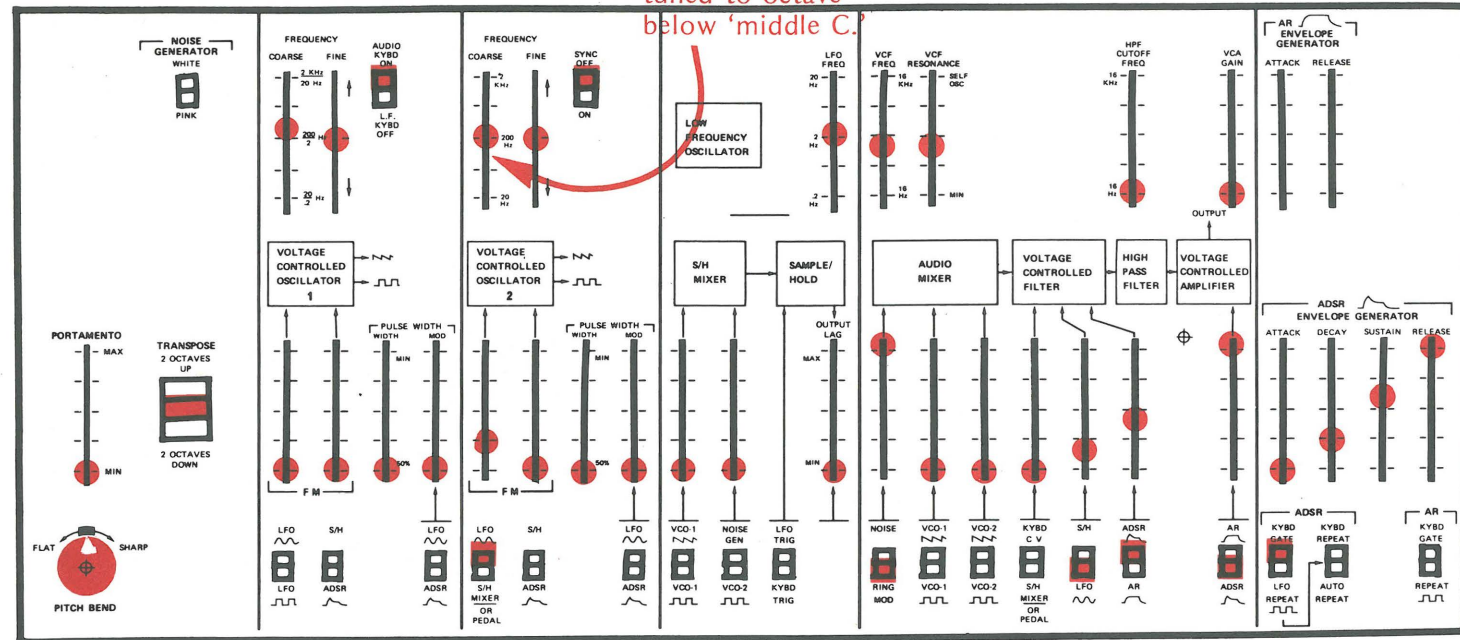 tuned to octave
below 'middle C.'
NOISE
GENERATOR
WHITE
PINK
PORTAMENTO
MAX
MIN
TRANSPOSE
2 OCTAVES
UP
2 OCTAVES
DOWN
FLAT
SHARP
PITCH BEND
FREQUENCY
COARSE
FINE
2 KHz
20 Hz
200
2
Hz
20
.2
Hz
AUDIO
KYBD
ON
L.F.
KYBD
OFF
VOLTAGE
CONTROLLED
OSCILLATOR
1
PULSE WIDTH
WIDTH
MOD
MIN
50%
FM
LFO
S/H
LFO
LFO
ADSR
ADSR
FREQUENCY
COARSE
FINE
2
KHz
200
Hz
20
Hz
SYNC
OFF
ON
VOLTAGE
CONTROLLED
OSCILLATOR
2
PULSE WIDTH
WIDTH
MOD
MIN
50%
FM
LFO
S/H
LFO
S/H
MIXER
OR
PEDAL
ADSR
ADSR
LFO
FREQ
20
Hz
2
Hz
.2
Hz
LOW
FREQUENCY
OSCILLATOR
S/H
MIXER
SAMPLE/
HOLD
OUTPUT
LAG
MAX
MIN
VCO-1
NOISE
GEN
LFO
TRIG
VCO-1
VCO-2
KYBD
TRIG
VCF
FREQ
VCF
RESONANCE
16
KHz
SELF
OSC
16
Hz
MIN
HPF
CUTOFF
FREQ
16
KHz
16
Hz
VCA
GAIN
OUTPUT
AUDIO
MIXER
VOLTAGE
CONTROLLED
FILTER
HIGH
PASS
FILTER
VOLTAGE
CONTROLLED
AMPLIFIER
NOISE
VCO-1
VCO-2
KYBD
C V
S/H
ADSR
AR
RING
MOD
VCO-1
VCO-2
S/H
MIXER
OR
PEDAL
LFO
AR
ADSR
AR
ENVELOPE
GENERATOR
ATTACK
RELEASE
ADSR
ENVELOPE GENERATOR
ATTACK
DECAY
SUSTAIN
RELEASE
ADSR
KYBD
GATE
KYBD
REPEAT
LFO
REPEAT
AUTO
REPEAT
AR
KYBD
GATE
REPEAT